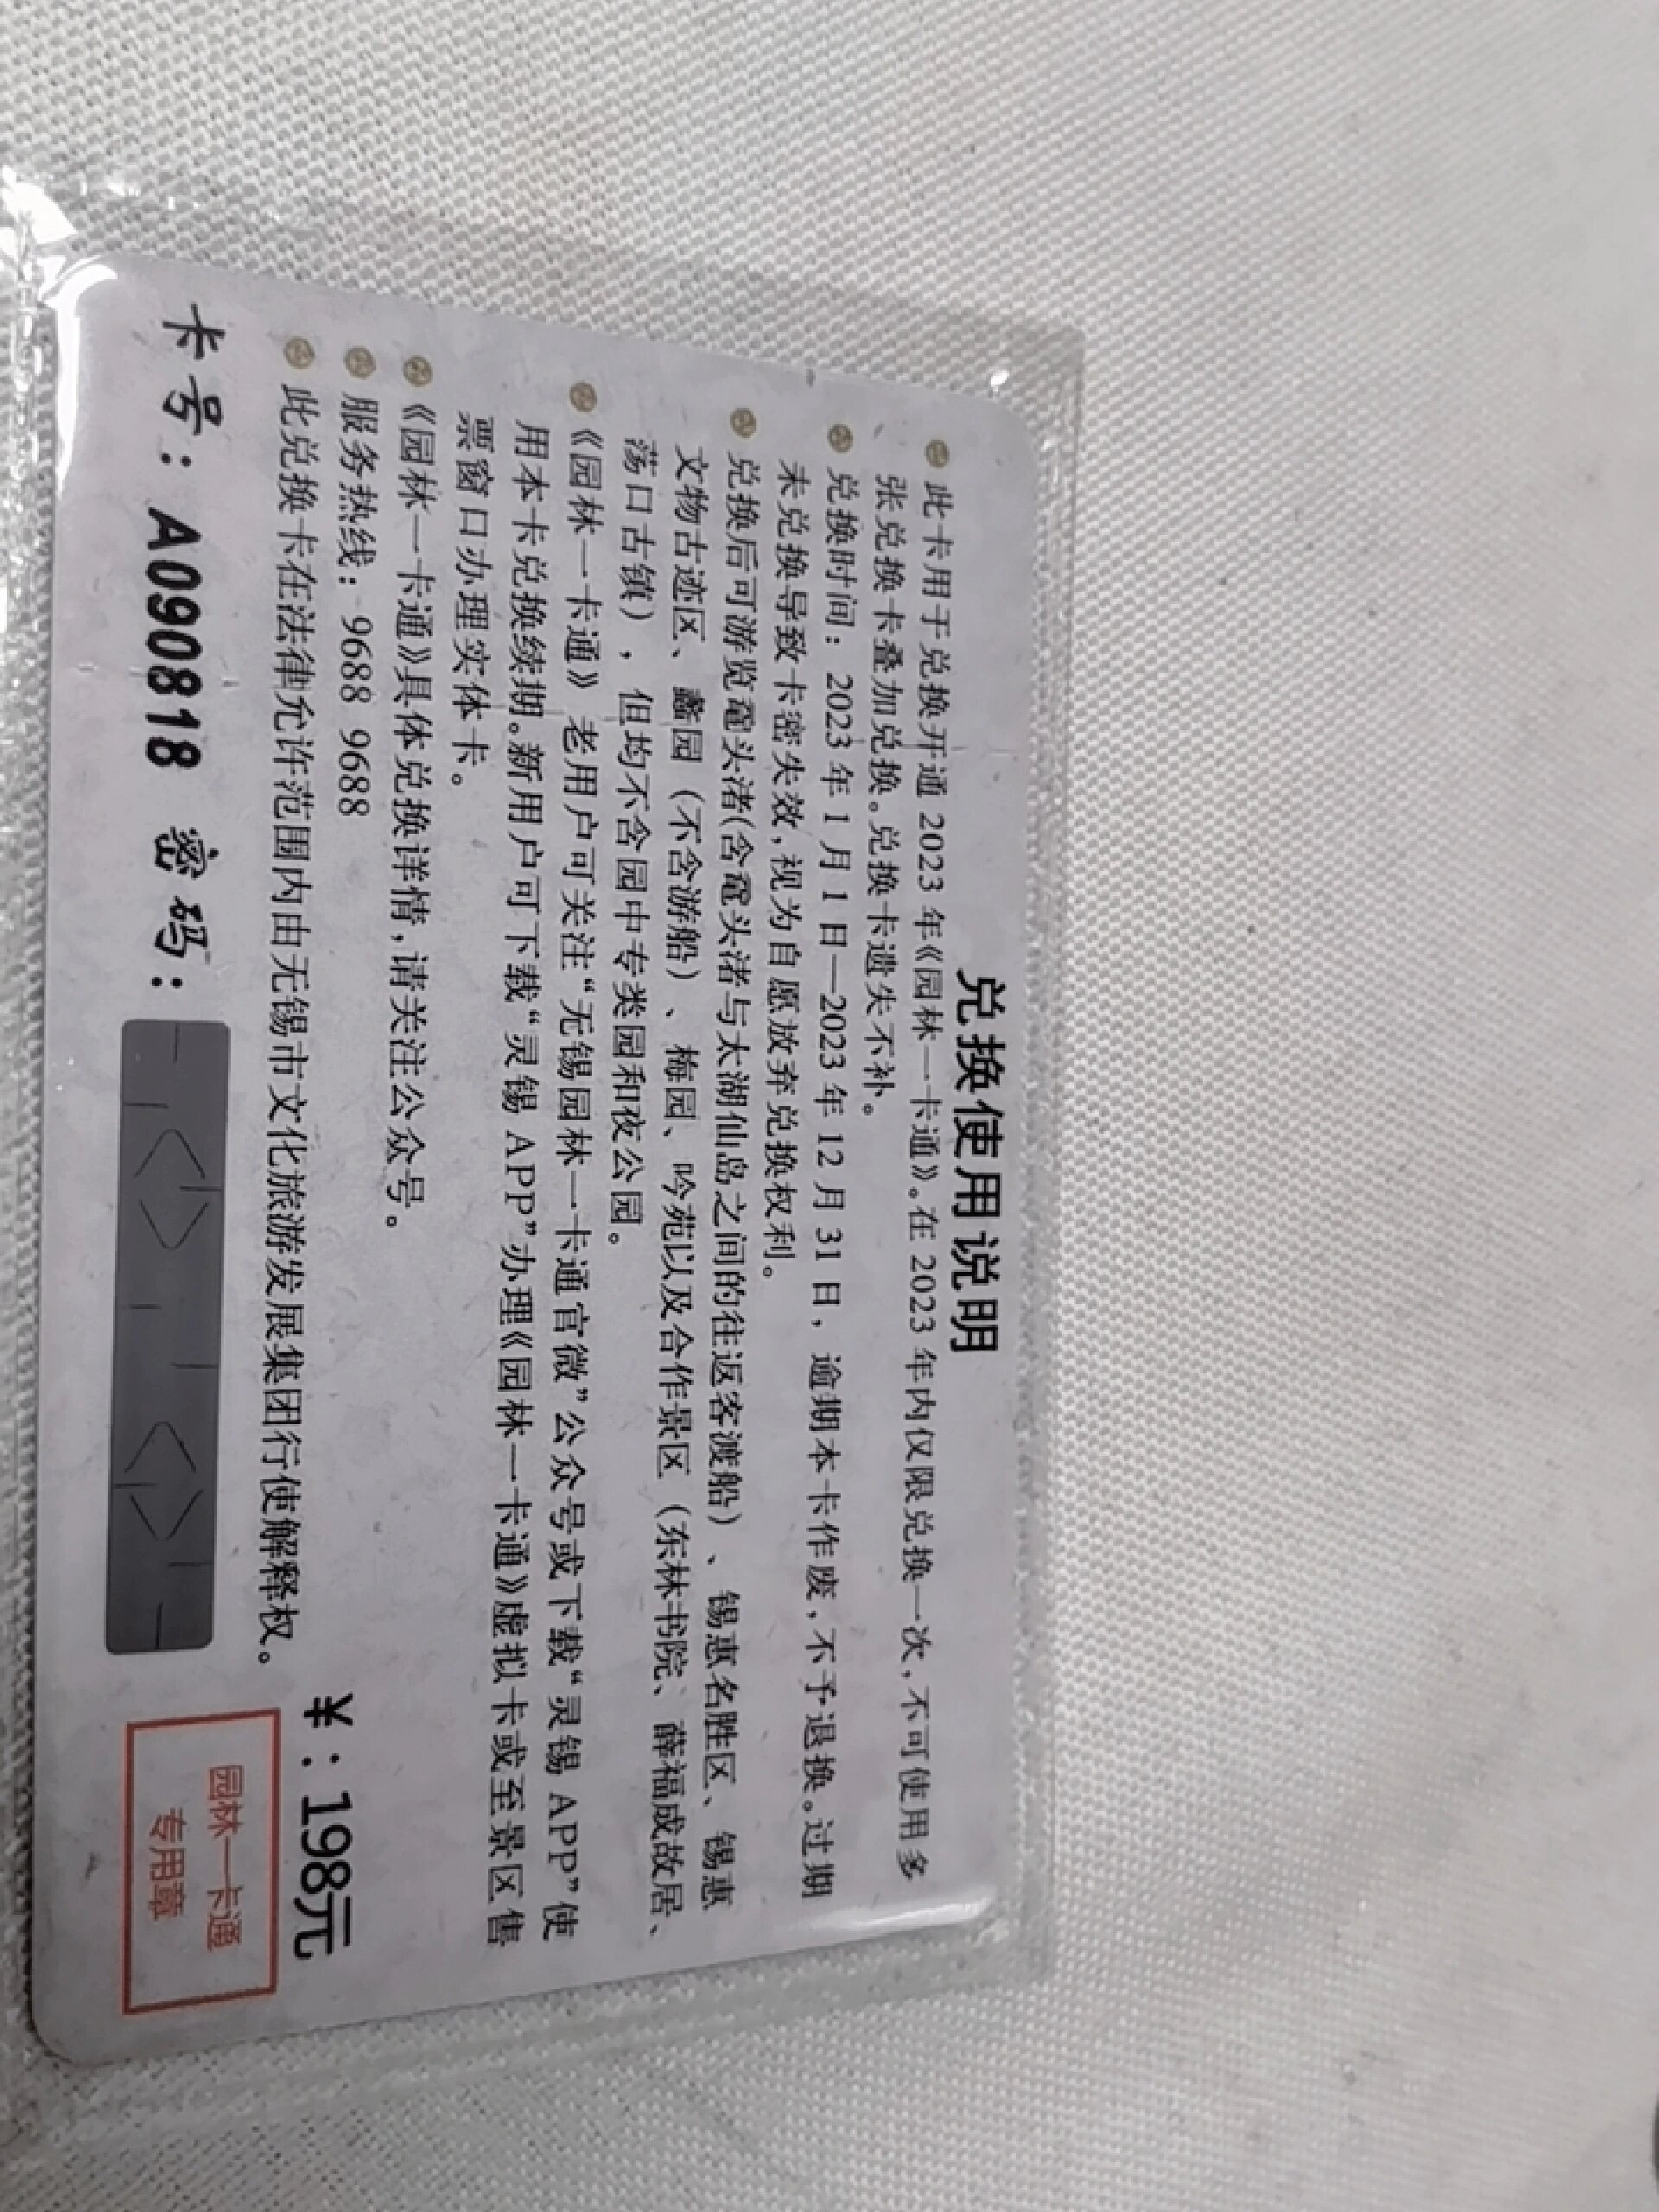 兑换使用说明
此卡用于兑换开通 2023 年《园林一卡通》。在 2023 年内仅限兑换一次，不可使用多
张兑换卡叠加兑换。兑换卡遗失不补。
兑换时间：2023 年 1 月 1 日—2023 年 12 月 31 日，逾期本卡作废，不予退换。过期
未兑换导致卡密失效，视为自愿放弃兑换权利。
兑换后可游览鼋头渚（含鼋头渚与太湖仙岛之间的往返客渡船）、锡惠名胜区、锡惠
文物古迹区、蠡园（不含游船）、梅园、吟苑以及合作景区（东林书院、薛福成故居、
荡口古镇），但均不含园中专类园和夜公园。
《园林一卡通》老用户可关注“无锡园林一卡通官微”公众号或下载“灵锡 APP”使
用本卡兑换续期。新用户可下载“灵锡 APP”办理《园林一卡通》虚拟卡或至景区售
票窗口办理实体卡。
《园林一卡通》具体兑换详情，请关注公众号。
服务热线：9688 9688
此兑换卡在法律允许范围内由无锡市文化旅游发展集团行使解释权。
￥：198元
卡号：A090818 密码：
园林一卡通
专用章